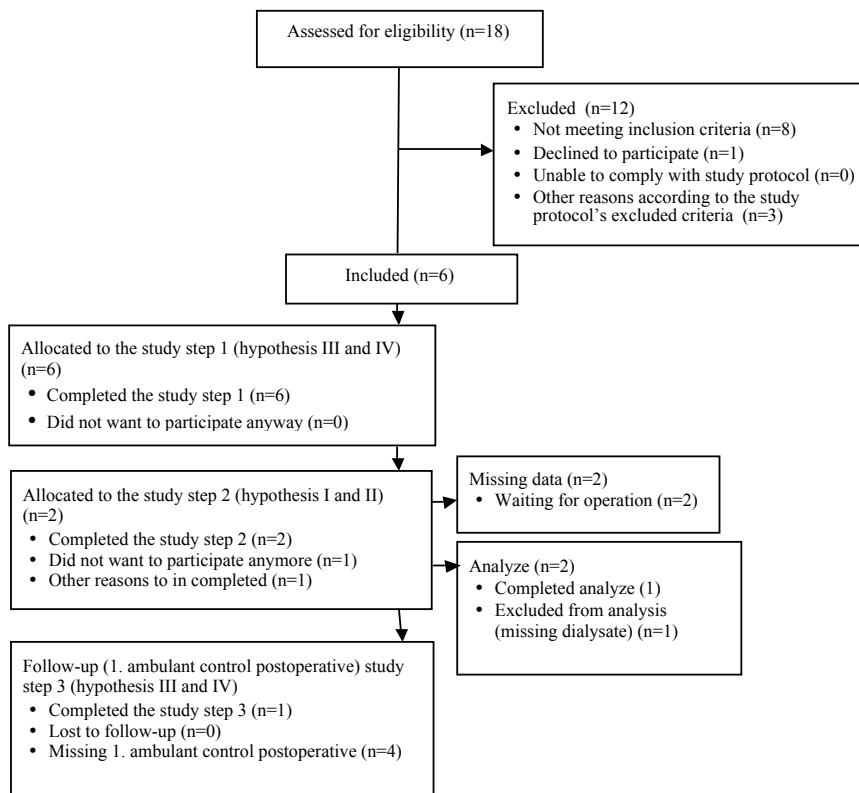 Assessed for eligibility (n=18)
Excluded (n=12)
• Not meeting inclusion criteria (n=8)
• Declined to participate (n=1)
• Unable to comply with study protocol (n=0)
• Other reasons according to the study
protocol's excluded criteria (n=3)
Included (n=6)
Allocated to the study step 1 (hypothesis III and IV)
(n=6)
• Completed the study step 1 (n=6)
• Did not want to participate anyway (n=0)
Allocated to the study step 2 (hypothesis I and II)
(n=2)
• Completed the study step 2 (n=2)
• Did not want to participate anymore (n=1)
• Other reasons to in completed (n=1)
Missing data (n=2)
• Waiting for operation (n=2)
Analyze (n=2)
• Completed analyze (1)
• Excluded from analysis
(missing dialysate) (n=1)
Follow-up (1. ambulant control postoperative) study
step 3 (hypothesis III and IV)
• Completed the study step 3 (n=1)
• Lost to follow-up (n=0)
• Missing 1. ambulant control postoperative (n=4)